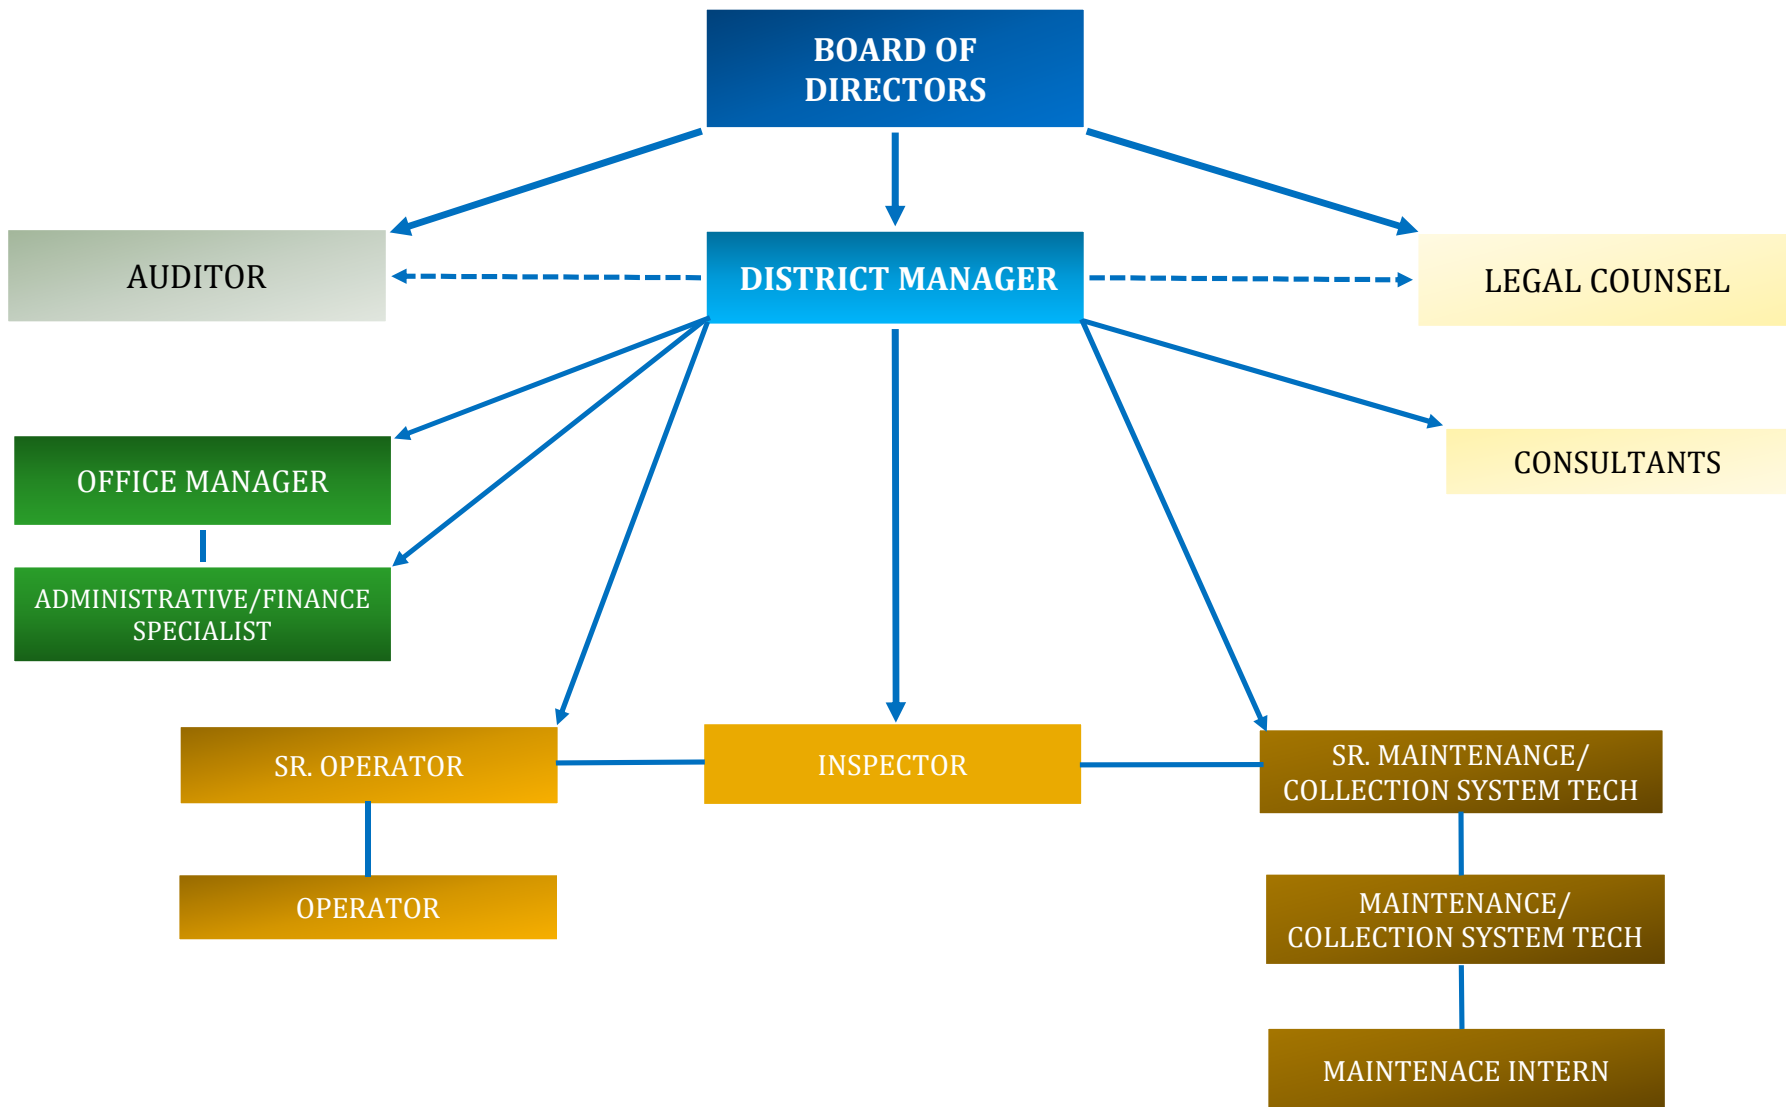 BOARD OF
DIRECTORS
AUDITOR
DISTRICT MANAGER
LEGAL COUNSEL
OFFICE MANAGER
CONSULTANTS
ADMINISTRATIVE/FINANCE
SPECIALIST
SR. OPERATOR
INSPECTOR
SR. MAINTENANCE/
COLLECTION SYSTEM TECH
OPERATOR
MAINTENANCE/
COLLECTION SYSTEM TECH
MAINTENACE INTERN